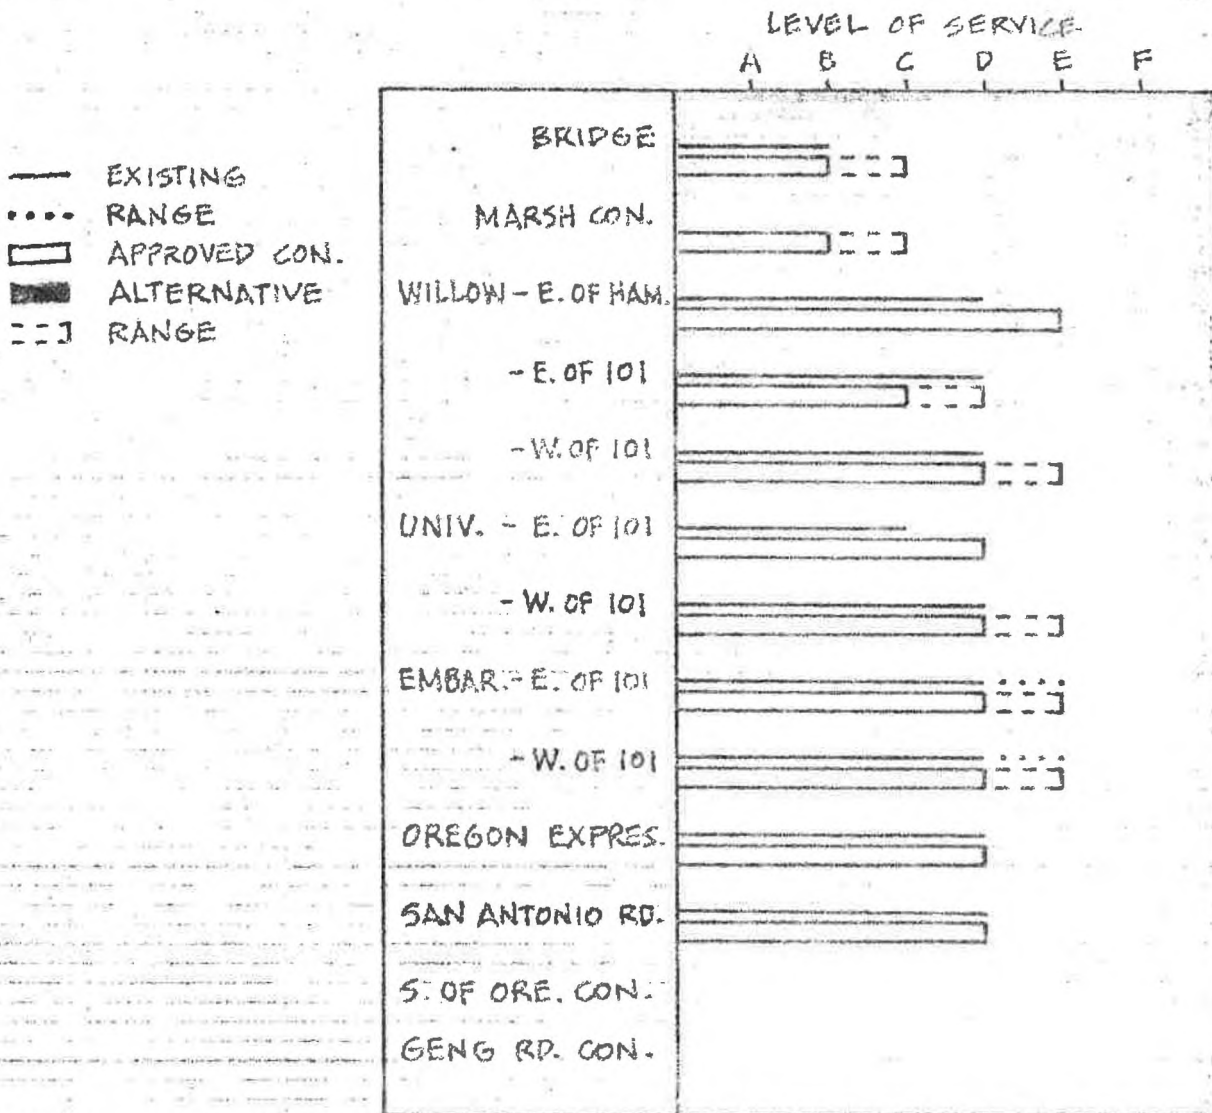 LEVEL OF SERVICE
A B C D E F
EXISTING
RANGE
APPROVED CON.
ALTERNATIVE
RANGE
BRIDGE
MARSH CON.
WILLOW - E. OF HAM.
- E. OF 101
- W. OF 101
UNIV. - E. OF 101
- W. OF 101
EMBAR. - E. OF 101
- W. OF 101
OREGON EXPRES.
SAN ANTONIO RD.
S. OF ORE. CON.
GENG RD. CON.